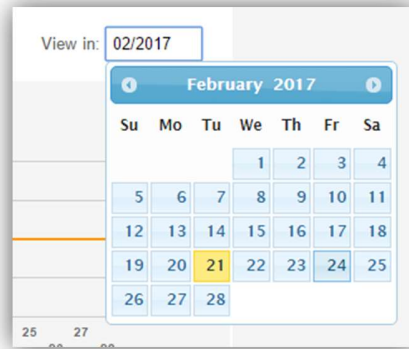 View in: 02/2017
February 2017
Su Mo Tu We Th Fr Sa
1 2 3 4
5 6 7 8 9 10 11
12 13 14 15 16 17 18
19 20 21 22 23 24 25
26 27 28
25 27